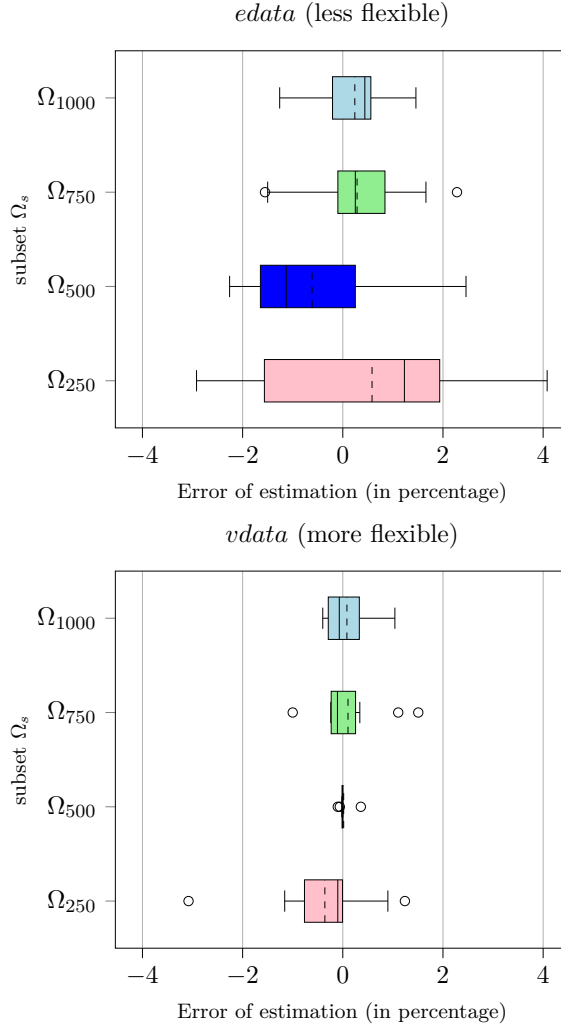 edata (less flexible)
Ω1000
Ω750
Ω500
Ω250
subset Ωs
−4 −2 0 2 4
Error of estimation (in percentage)
vdata (more flexible)
Ω1000
Ω750
Ω500
Ω250
subset Ωs
−4 −2 0 2 4
Error of estimation (in percentage)